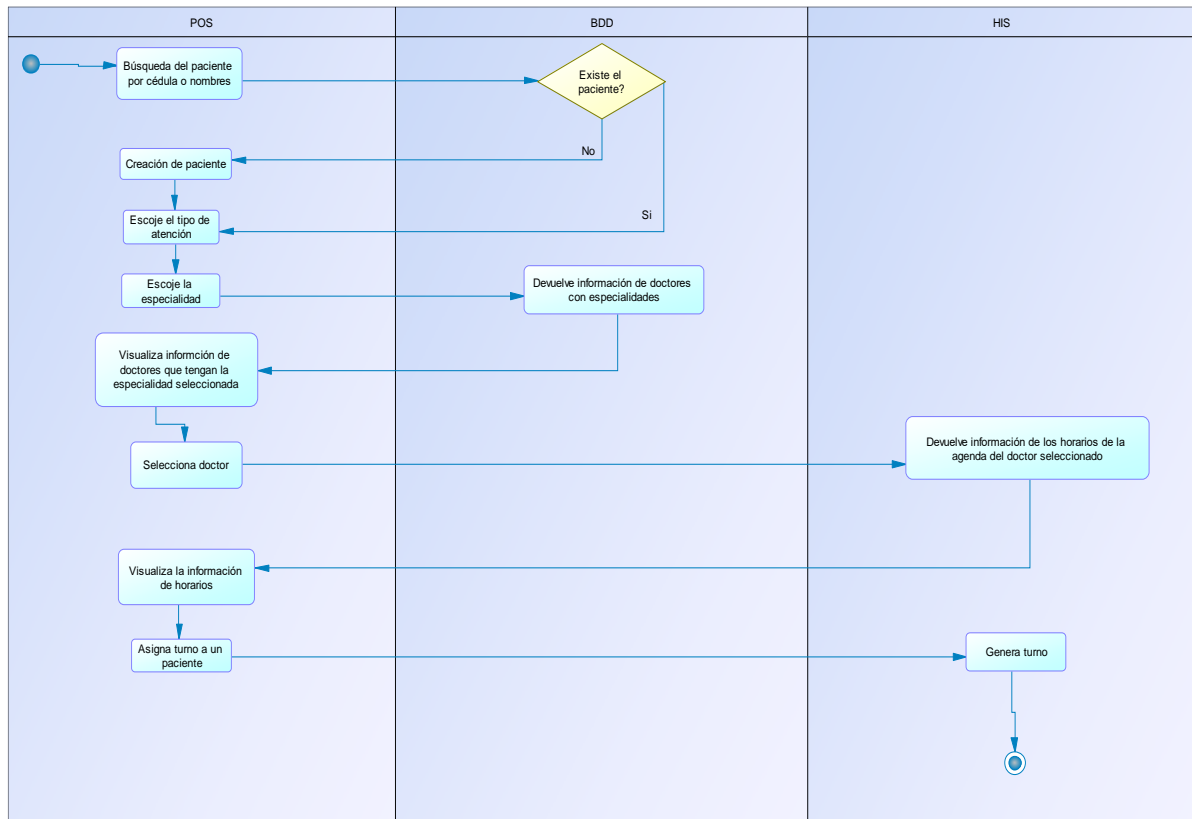 POS
BDD
HIS
Búsqueda del paciente
por cédula o nombres
Existe el
paciente?
No
Creación de paciente
Si
Escoje el tipo de
atención
Escoje la
especialidad
Devuelve información de doctores
con especialidades
Visualiza informción de
doctores que tengan la
especialidad seleccionada
Selecciona doctor
Devuelve información de los horarios de la
agenda del doctor seleccionado
Visualiza la información
de horarios
Asigna turno a un
paciente
Genera turno